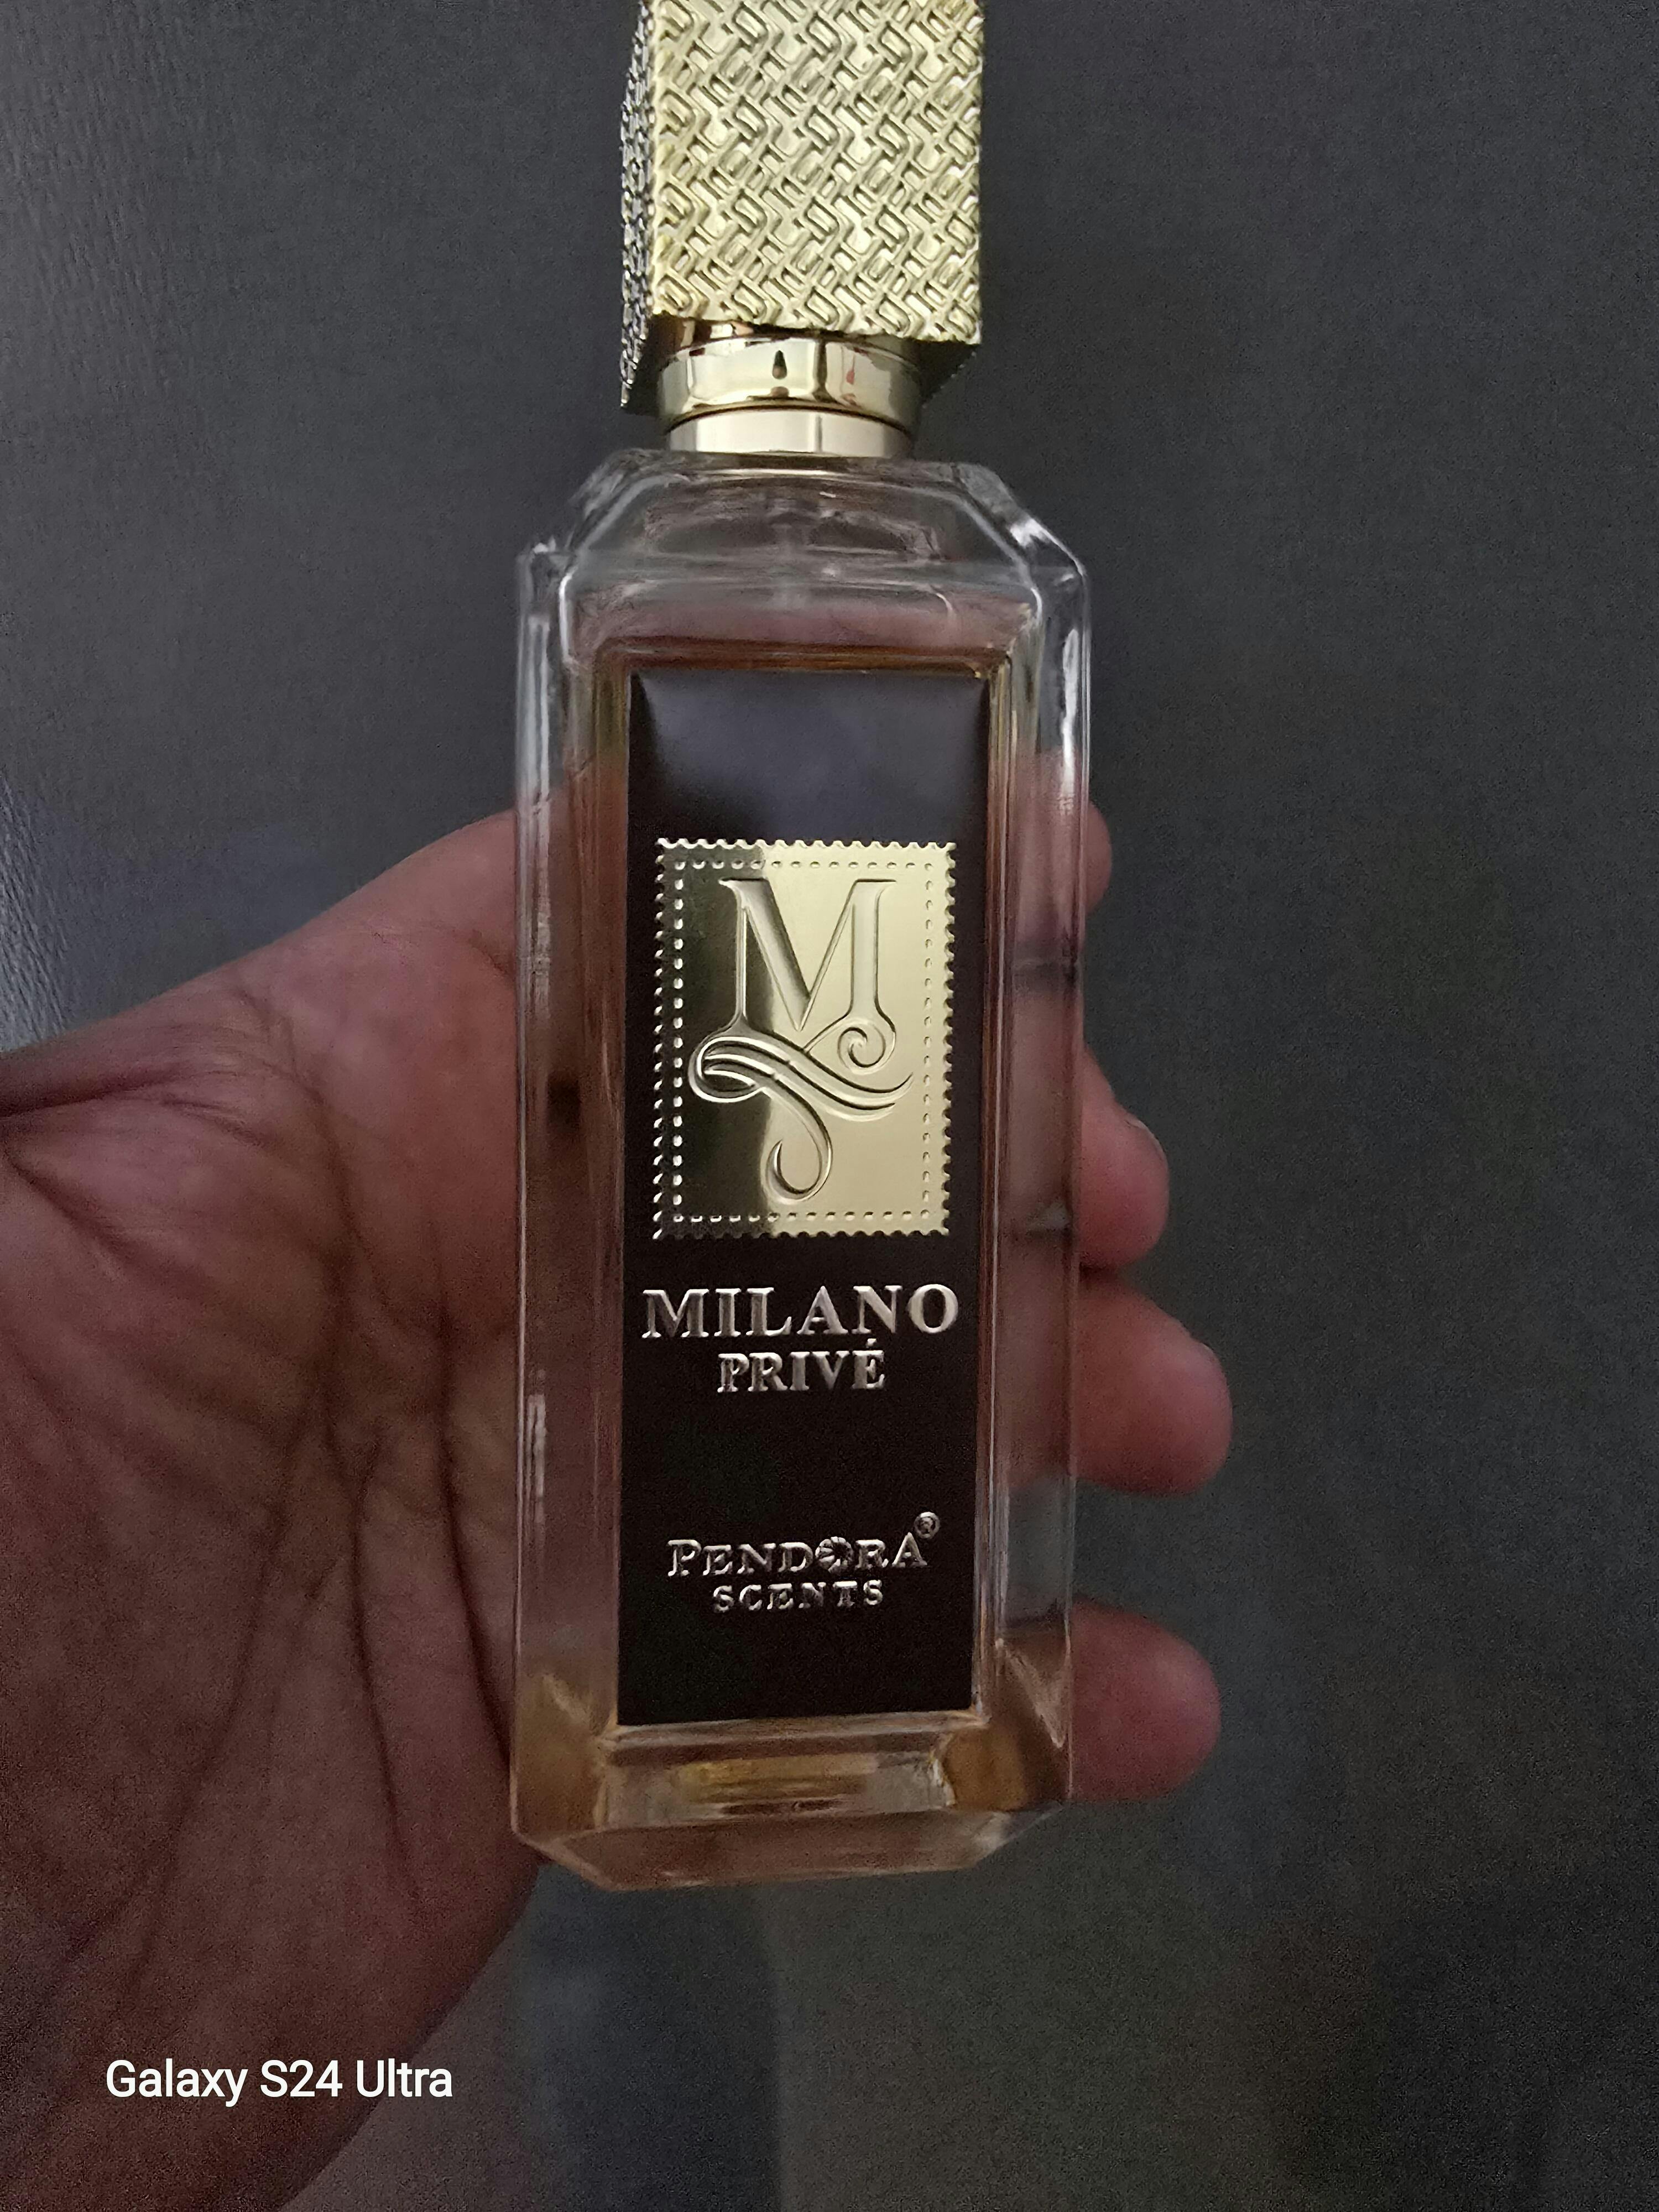 M
MILANO
PRIVÉ
PENDORA®
SCENTS
Galaxy S24 Ultra